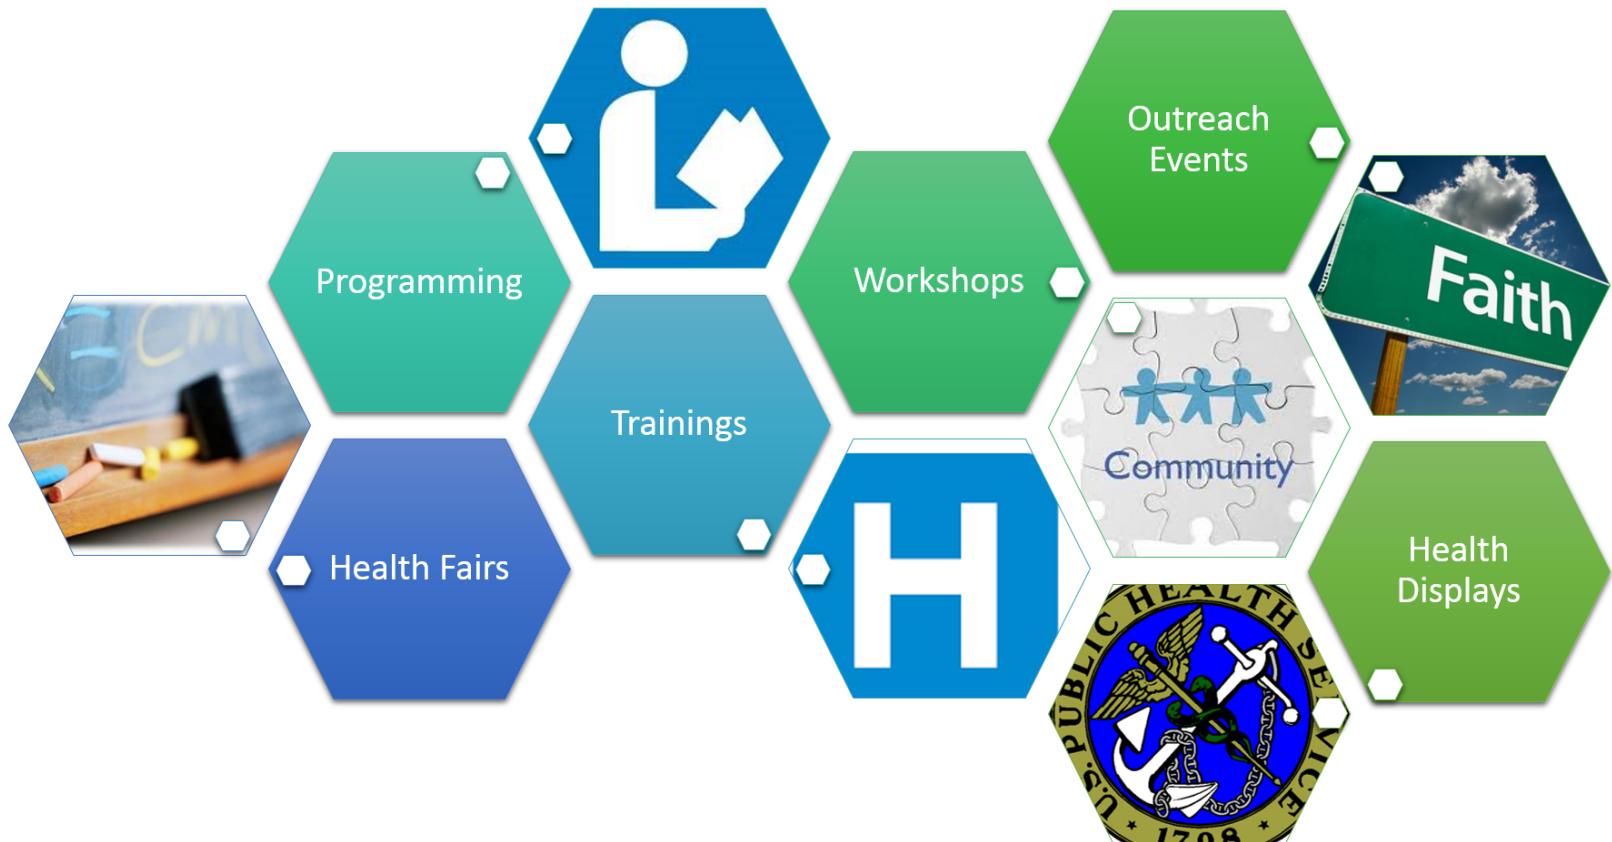 Outreach
Events
Programming
Workshops
Faith
Trainings
Community
Health Fairs
H
Health
Displays
U.S. PUBLIC HEALTH SERVICE
1798